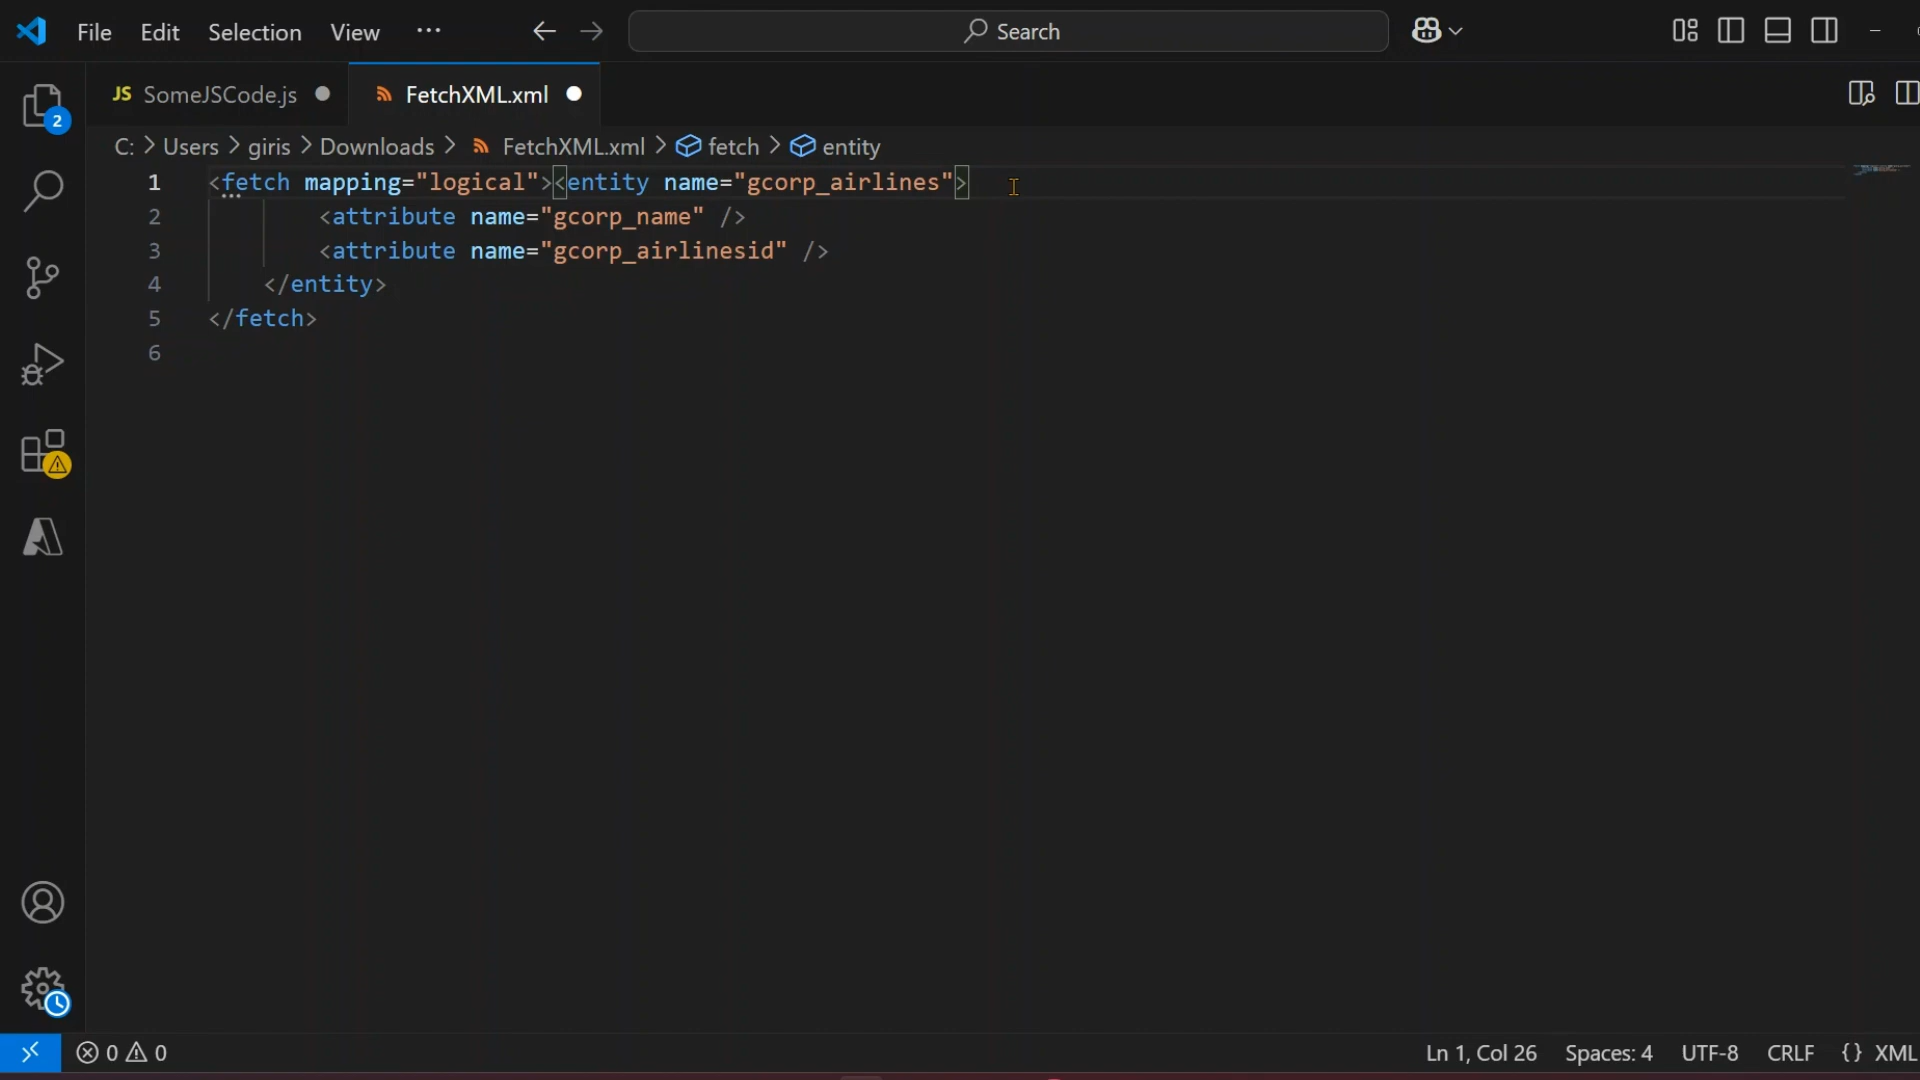 File Edit Selection View ··· Search
JS SomeJSCode.js FetchXML.xml
C: > Users > giris > Downloads > FetchXML.xml > fetch > entity
1 <fetch mapping="logical"><entity name="gcorp_airlines">
2 <attribute name="gcorp_name" />
3 <attribute name="gcorp_airlinesid" />
4 </entity>
5 </fetch>
6
2
0 0 Ln 1, Col 26 Spaces: 4 UTF-8 CRLF {} XML